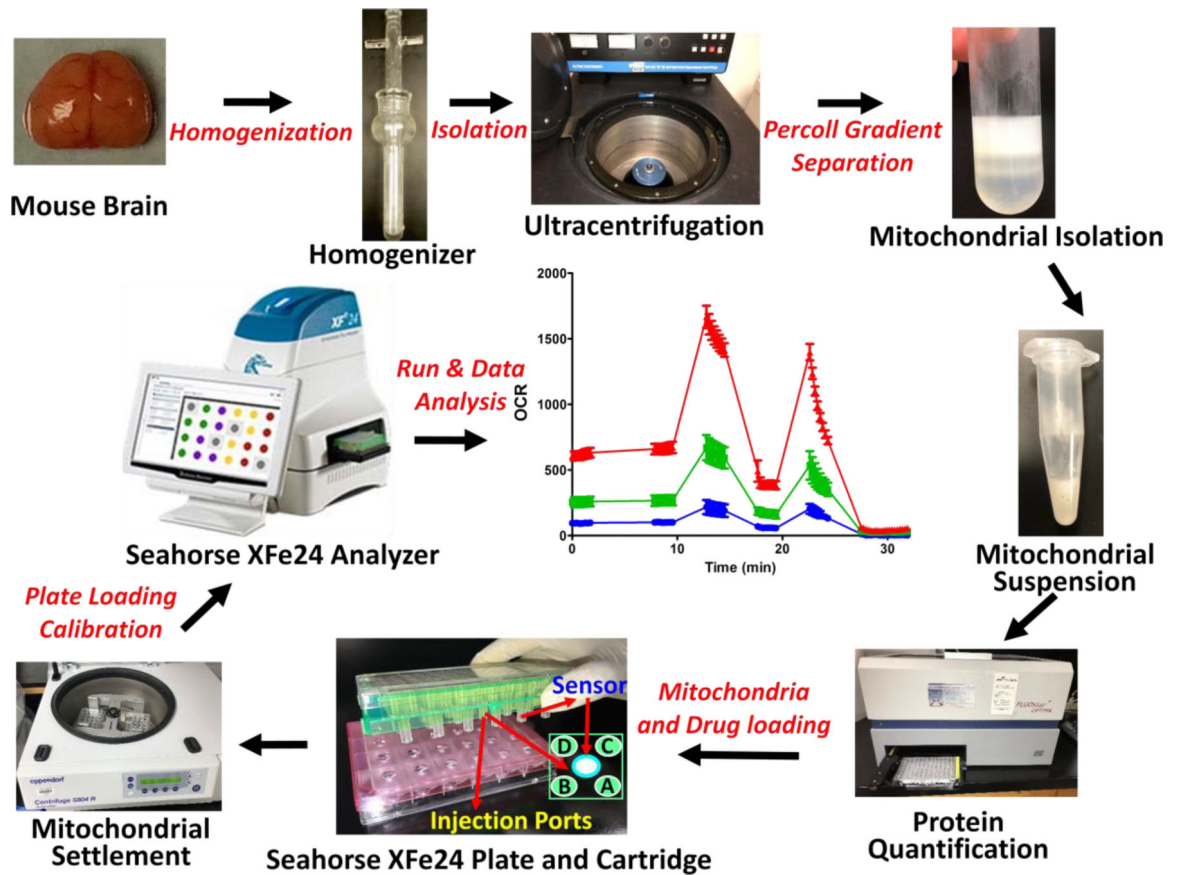 Mouse Brain
Homogenization
Homogenizer
Isolation
Ultracentrifugation
Percoll Gradient
Separation
Mitochondrial Isolation
Mitochondrial
Suspension
Protein
Quantification
Mitochondria
and Drug loading
Sensor
D C
B A
Injection Ports
Seahorse XFe24 Plate and Cartridge
eppendorf
Centrifuge 5804 R
Mitochondrial
Settlement
Plate Loading
Calibration
XFe 24
Seahorse XFe24 Analyzer
Run & Data
Analysis
OCR
2000
1500
1000
500
0
0 10 20 30
Time (min)